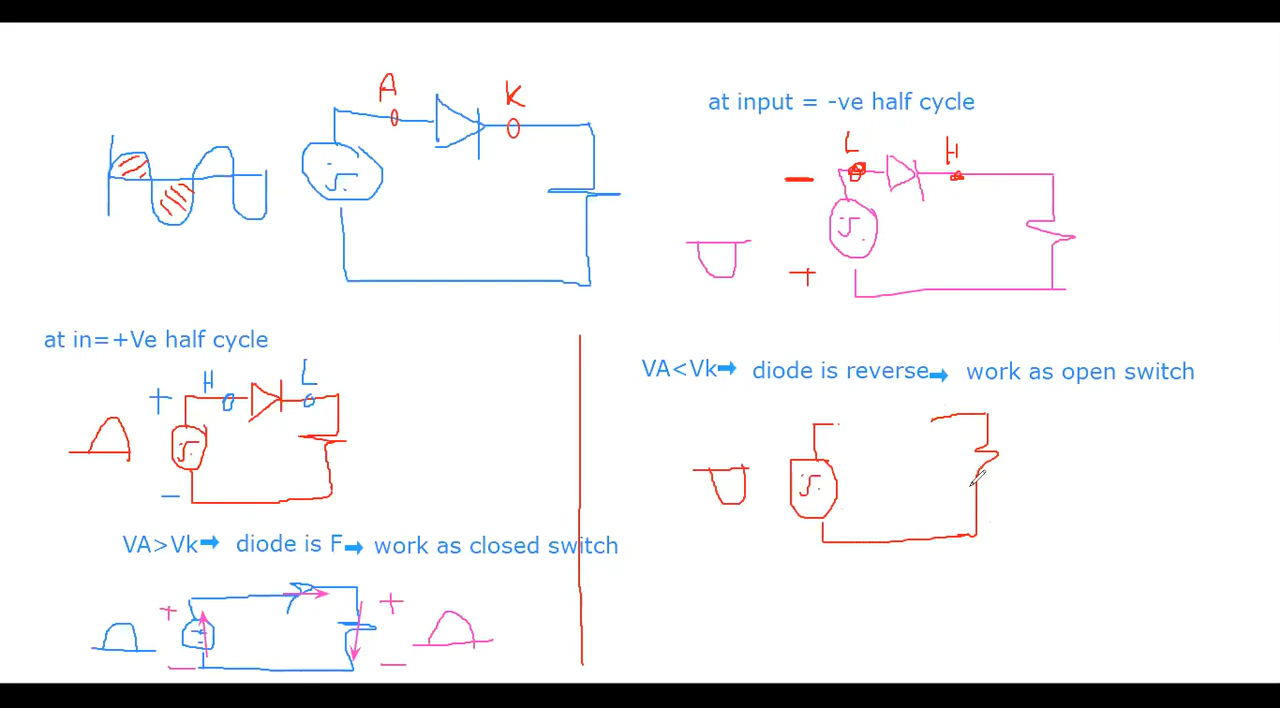 A
K
at input = -ve half cycle
L
H
-
+
at in=+Ve half cycle
H
L
+
-
VA<Vk➡ diode is reverse➡ work as open switch
VA>Vk➡ diode is F➡ work as closed switch
+
-
+
-